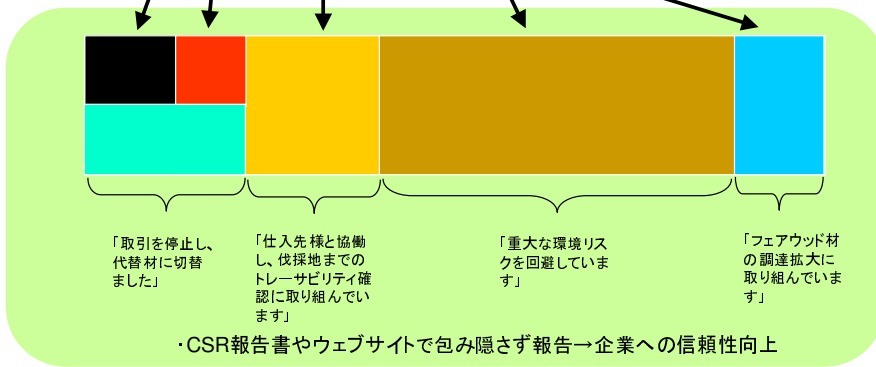 「取引を停止し、
代替材に切替
ました」
「仕入先様と協働
し、伐採地までの
トレーサビリティ確
認に取り組んでい
ます」
「重大な環境リス
クを回避していま
す」
「フェアウッド材
の調達拡大に
取り組んでいま
す」
・CSR報告書やウェブサイトで包み隠さず報告→企業への信頼性向上